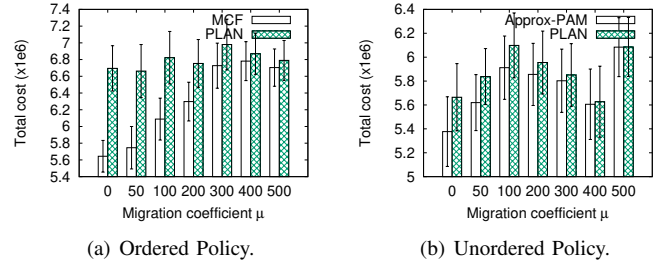 MCF
PLAN
Total cost (x1e6)
7.4
7.2
7
6.8
6.6
6.4
6.2
6
5.8
5.6
5.4
0 50 100 200 300 400 500
Migration coefficient μ
(a) Ordered Policy.
Approx-PAM
PLAN
Total cost (x1e6)
6.4
6.2
6
5.8
5.6
5.4
5.2
5
0 50 100 200 300 400 500
Migration coefficient μ
(b) Unordered Policy.